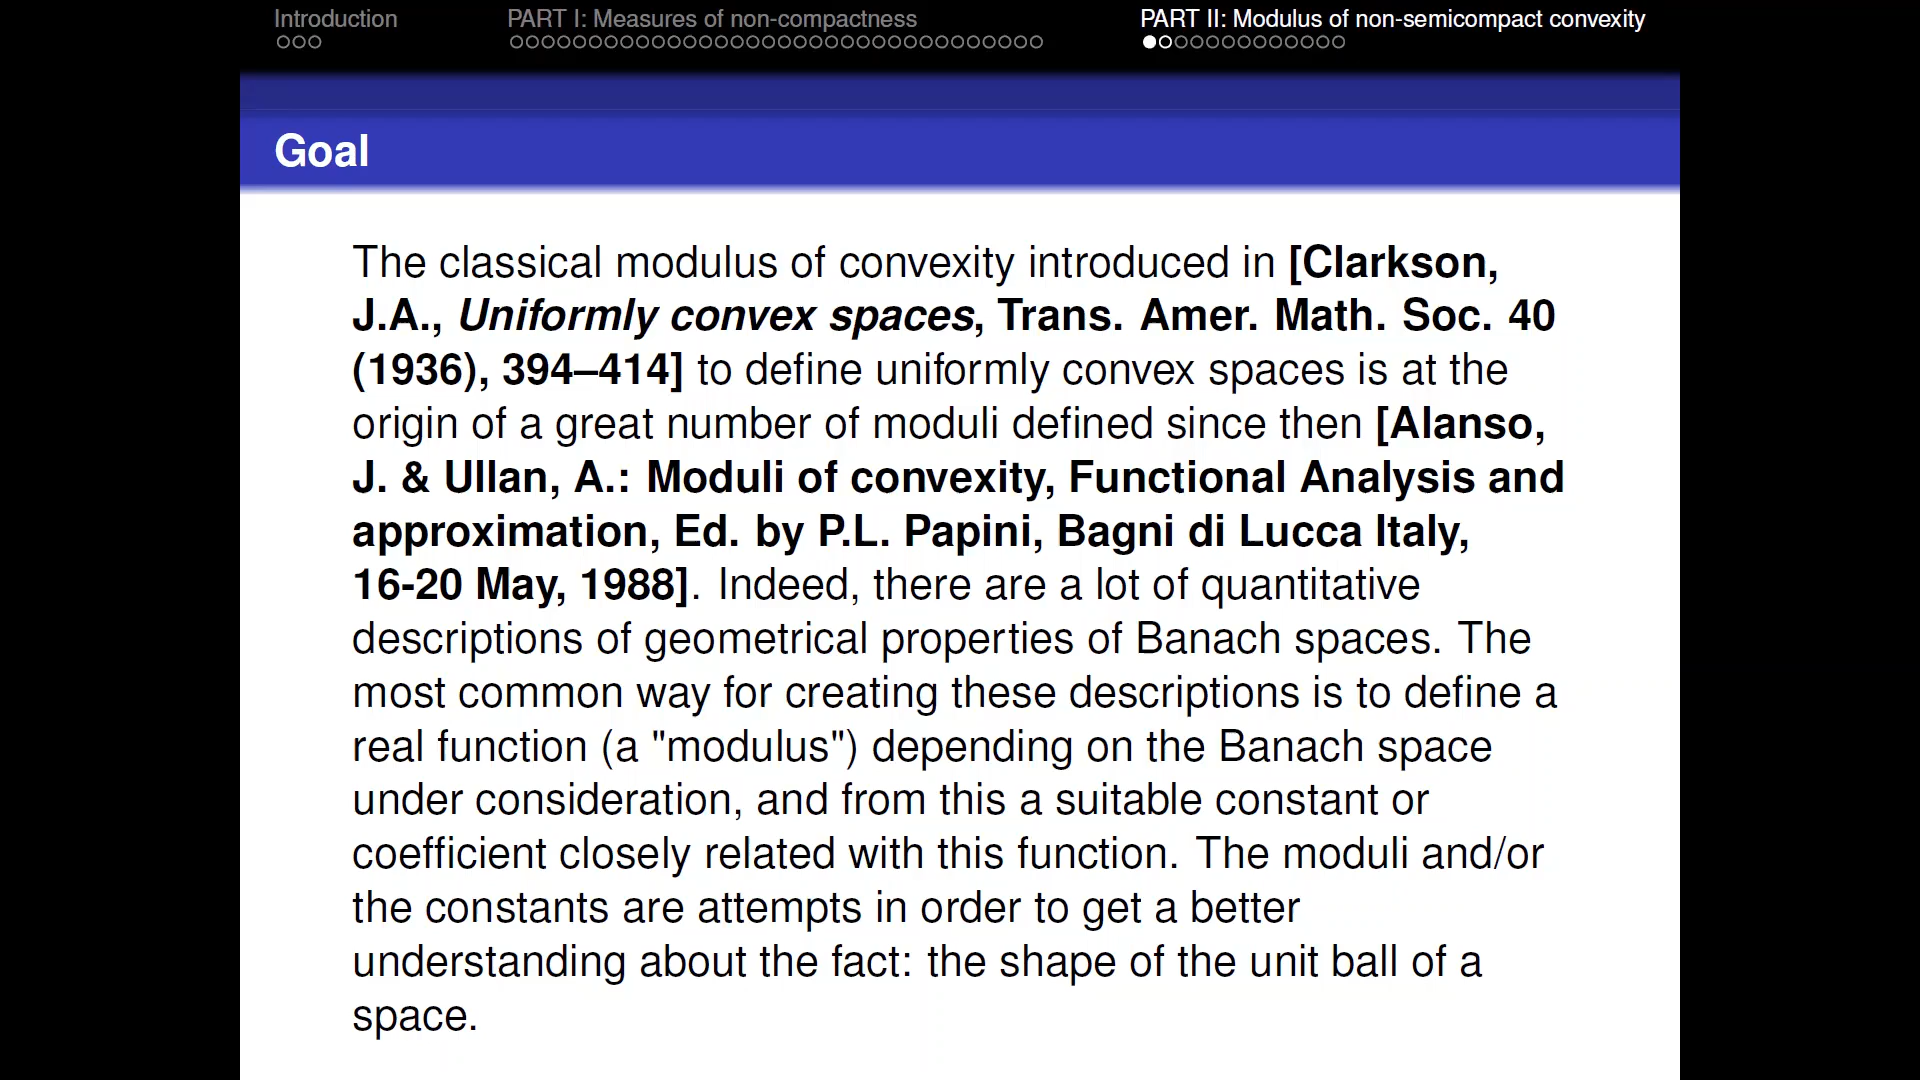 Introduction
PART I: Measures of non-compactness
PART II: Modulus of non-semicompact convexity
Goal
The classical modulus of convexity introduced in [Clarkson,
J.A., Uniformly convex spaces, Trans. Amer. Math. Soc. 40
(1936), 394–414] to define uniformly convex spaces is at the
origin of a great number of moduli defined since then [Alanso,
J. & Ullan, A.: Moduli of convexity, Functional Analysis and
approximation, Ed. by P.L. Papini, Bagni di Lucca Italy,
16-20 May, 1988]. Indeed, there are a lot of quantitative
descriptions of geometrical properties of Banach spaces. The
most common way for creating these descriptions is to define a
real function (a "modulus") depending on the Banach space
under consideration, and from this a suitable constant or
coefficient closely related with this function. The moduli and/or
the constants are attempts in order to get a better
understanding about the fact: the shape of the unit ball of a
space.